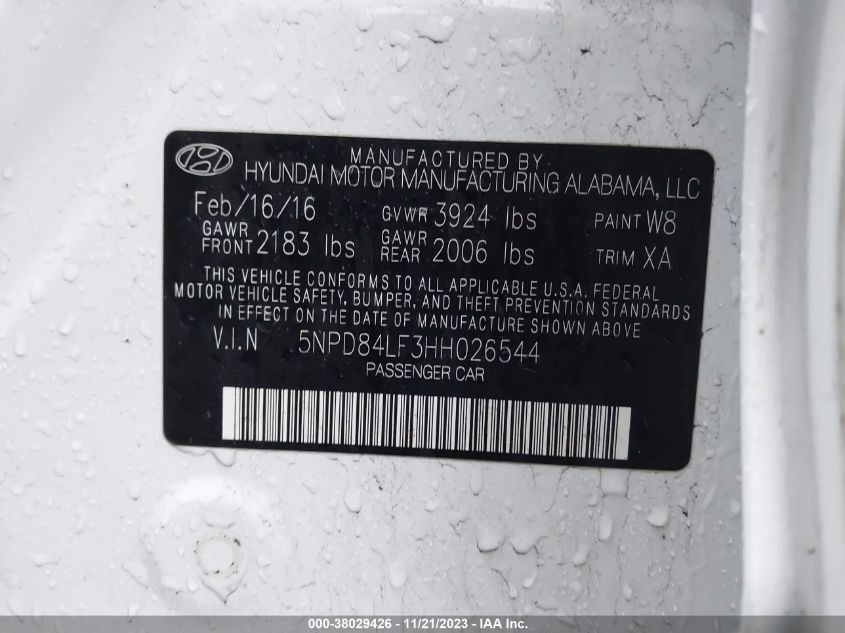 MANUFACTURED BY
HYUNDAI MOTOR MANUFACTURING ALABAMA, LLC
Feb/16/16 GVWR 3924 lbs PAINT W8
GAWR FRONT 2183 lbs GAWR REAR 2006 lbs TRIM XA
THIS VEHICLE CONFORMS TO ALL APPLICABLE U.S.A. FEDERAL
MOTOR VEHICLE SAFETY, BUMPER, AND THEFT PREVENTION STANDARDS
IN EFFECT ON THE DATE OF MANUFACTURE SHOWN ABOVE
V.I.N 5NPD84LF3HH026544
PASSENGER CAR
000-38029426 - 11/21/2023 - IAA Inc.